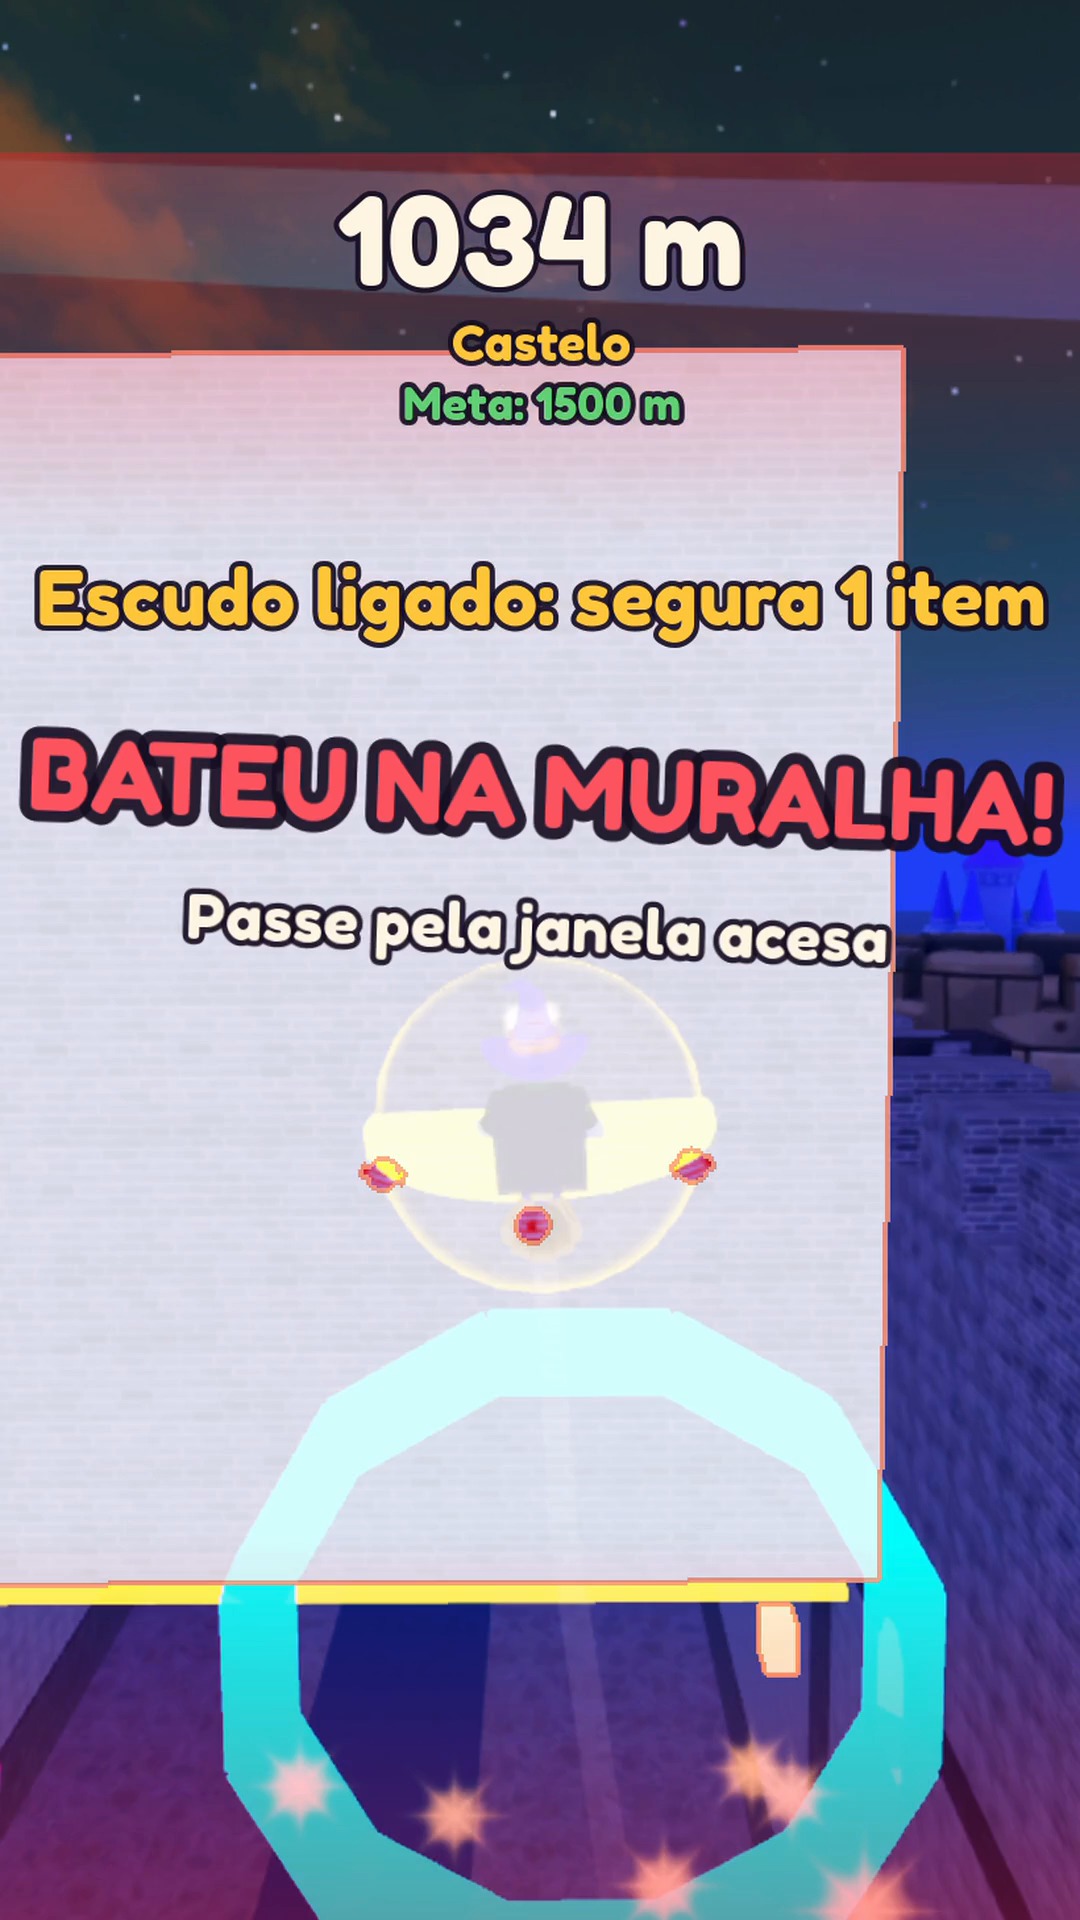 1034 m
Castelo
Meta: 1500 m
Escudo ligado: segura 1 item
BATEU NA MURALHA!
Passe pela janela acesa